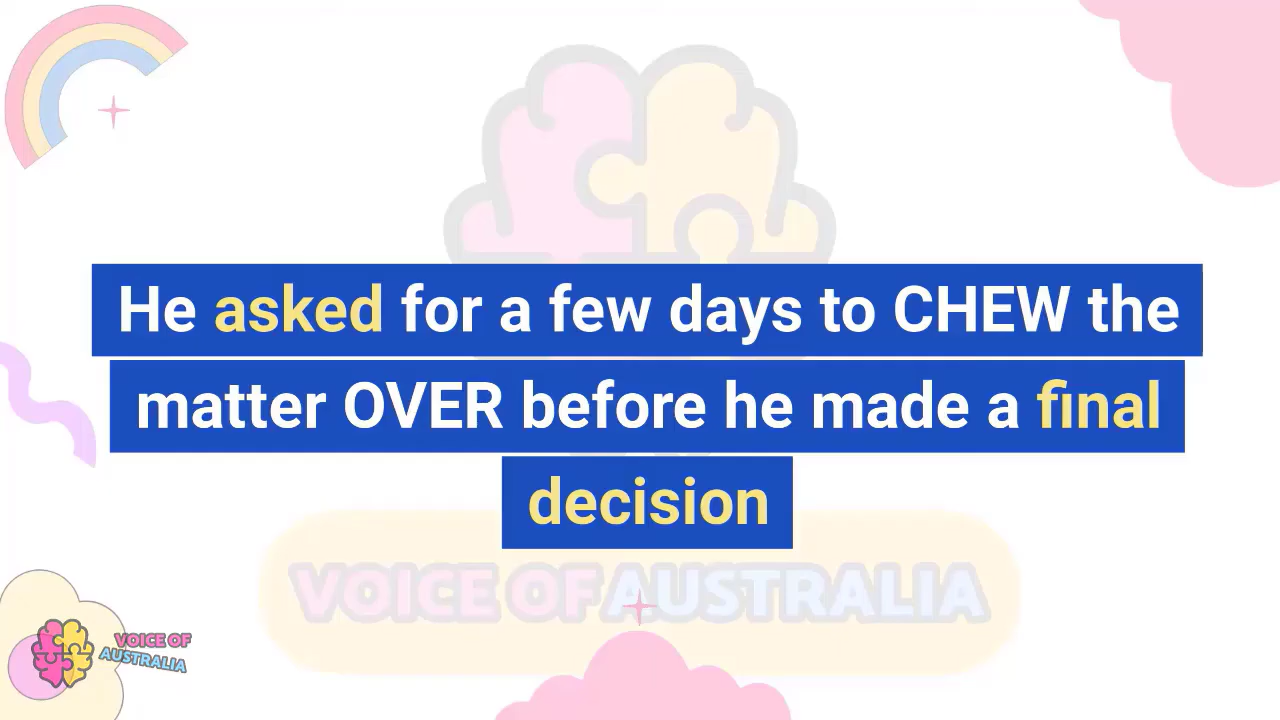 He asked for a few days to CHEW the
matter OVER before he made a final
decision
VOICE OF AUSTRALIA
VOICE OF
AUSTRALIA